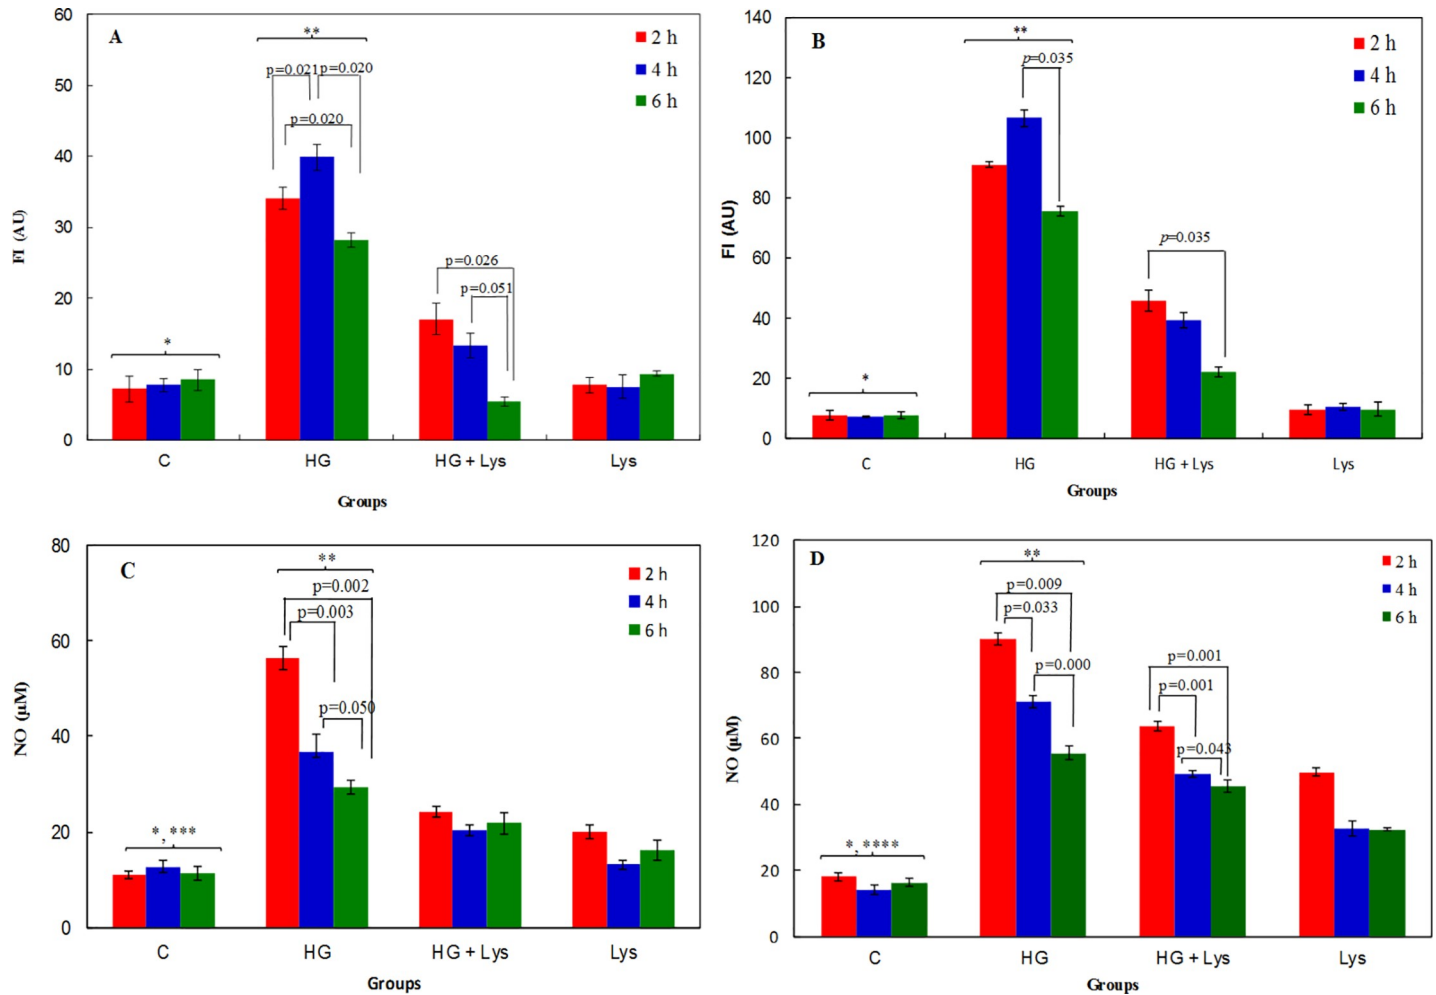 A
**
2 h
4 h
6 h
p=0.021
p=0.020
p=0.020
p=0.026
p=0.051
*
60
50
40
30
20
10
0
FI (AU)
C
HG
HG + Lys
Lys
Groups
B
**
2 h
4 h
6 h
p=0.035
p=0.035
*
140
120
100
80
60
40
20
0
FI (AU)
C
HG
HG + Lys
Lys
Groups
C
**
2 h
4 h
6 h
p=0.002
p=0.003
p=0.050
*, ***
80
60
40
20
0
NO (µM)
C
HG
HG + Lys
Lys
Groups
D
**
2 h
4 h
6 h
p=0.009
p=0.033
p=0.000
p=0.001
p=0.001
p=0.043
*, ****
120
100
80
60
40
20
0
NO (µM)
C
HG
HG + Lys
Lys
Groups